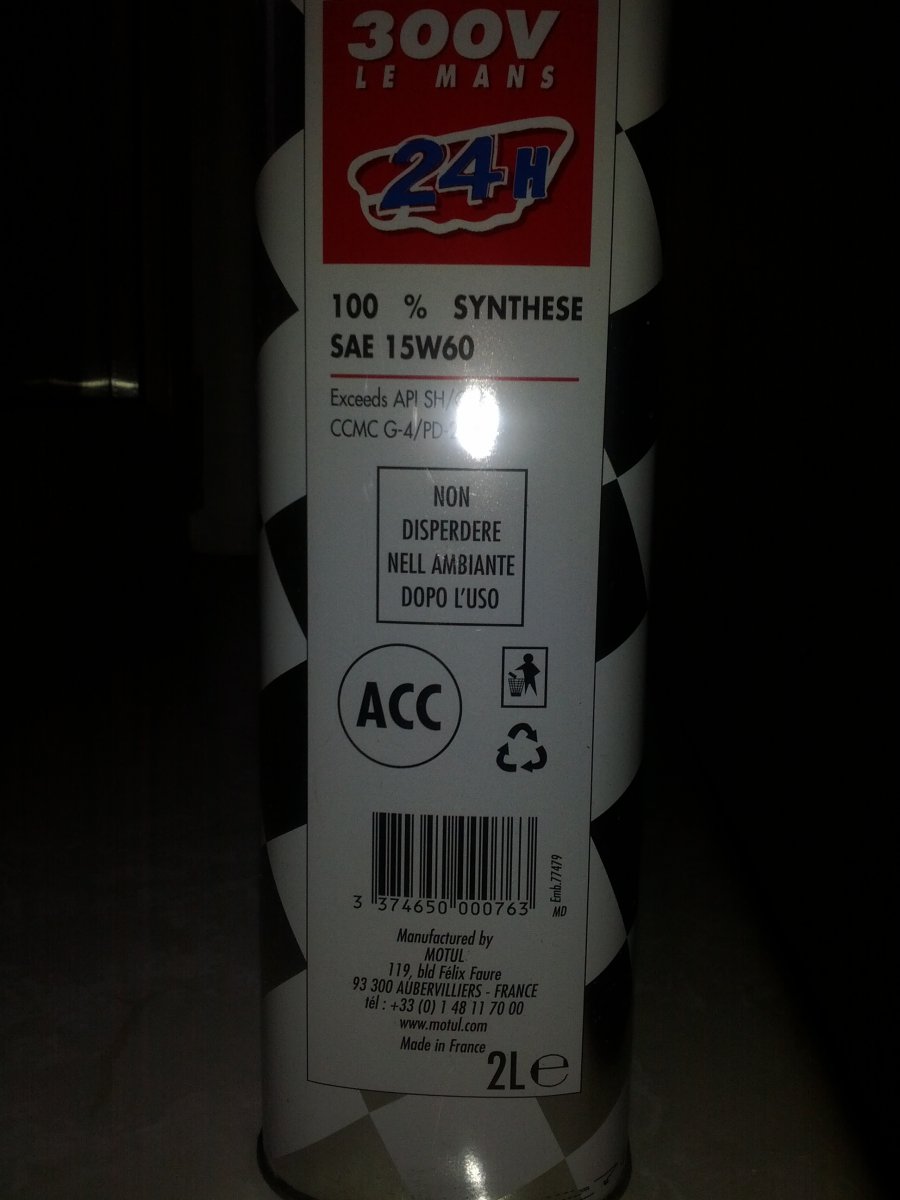 300V
LE MANS
24H
100 % SYNTHESE
SAE 15W60
Exceeds API SH/
CCMC G-4/PD-
NON
DISPERDERE
NELL AMBIANTE
DOPO L'USO
ACC
3 374650 000763
Emb.77479
MD
Manufactured by
MOTUL
119, bld Félix Faure
93 300 AUBERVILLIERS - FRANCE
tél : +33 (0) 1 48 11 70 00
www.motul.com
Made in France
2L ℮